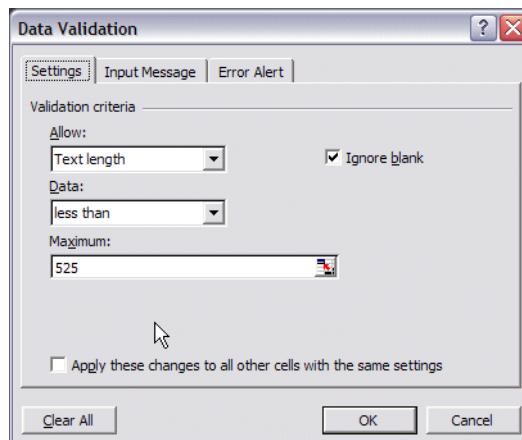 Data Validation
Settings Input Message Error Alert
Validation criteria
Allow:
Text length Ignore blank
Data:
less than
Maximum:
525
Apply these changes to all other cells with the same settings
Clear All OK Cancel